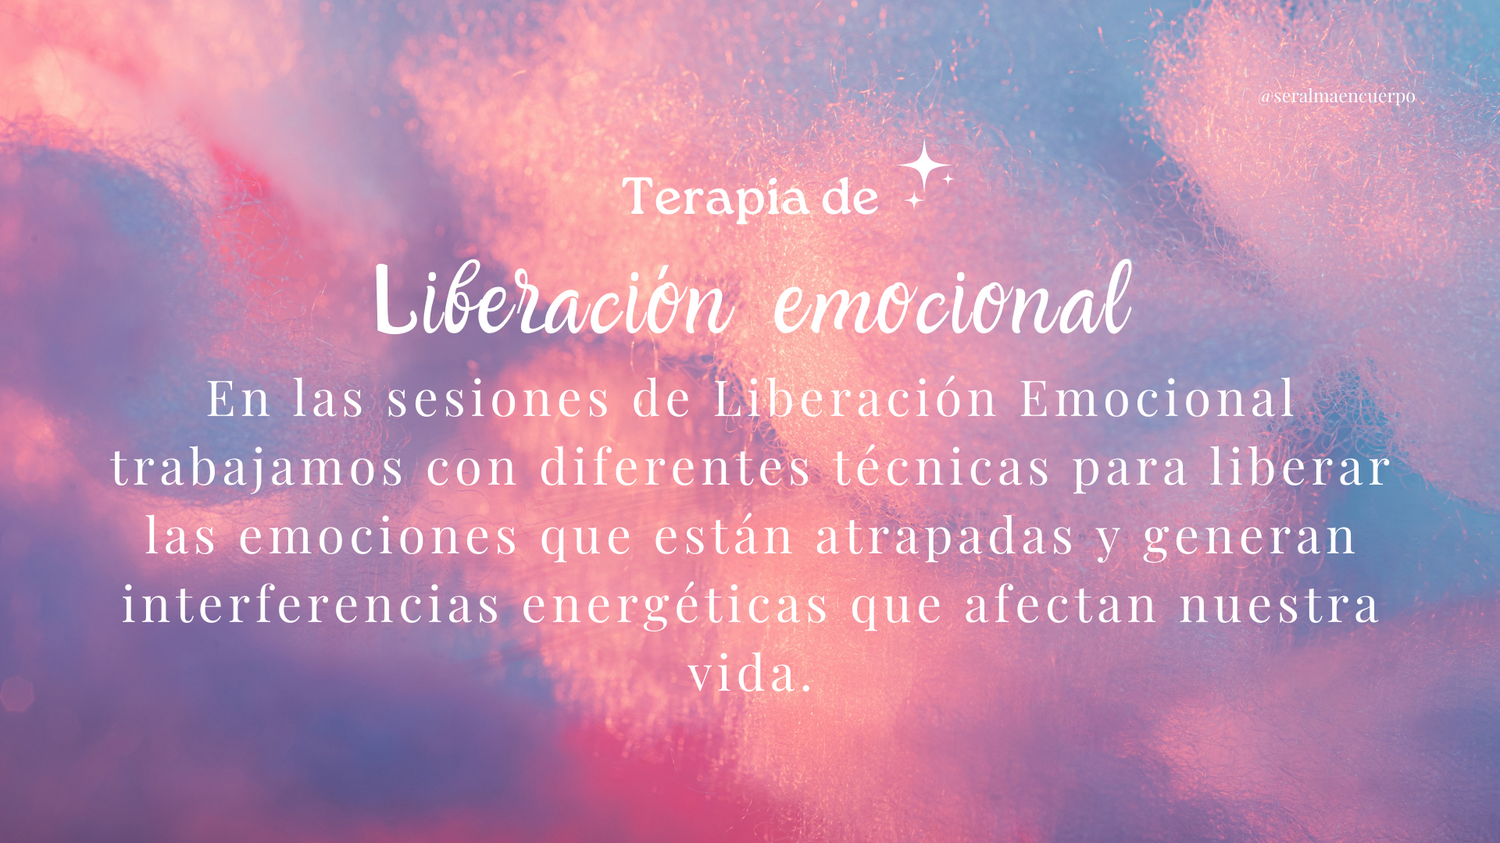 @seralmaencuerpo
Terapia de
Liberación emocional
En las sesiones de Liberación Emocional
trabajamos con diferentes técnicas para liberar
las emociones que están atrapadas y generan
interferencias energéticas que afectan nuestra
vida.